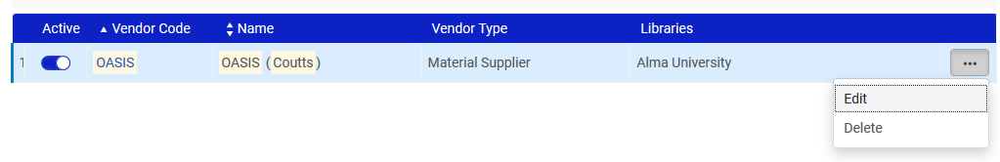 Active Vendor Code Name Vendor Type Libraries
1 OASIS OASIS (Coutts) Material Supplier Alma University ...
Edit
Delete